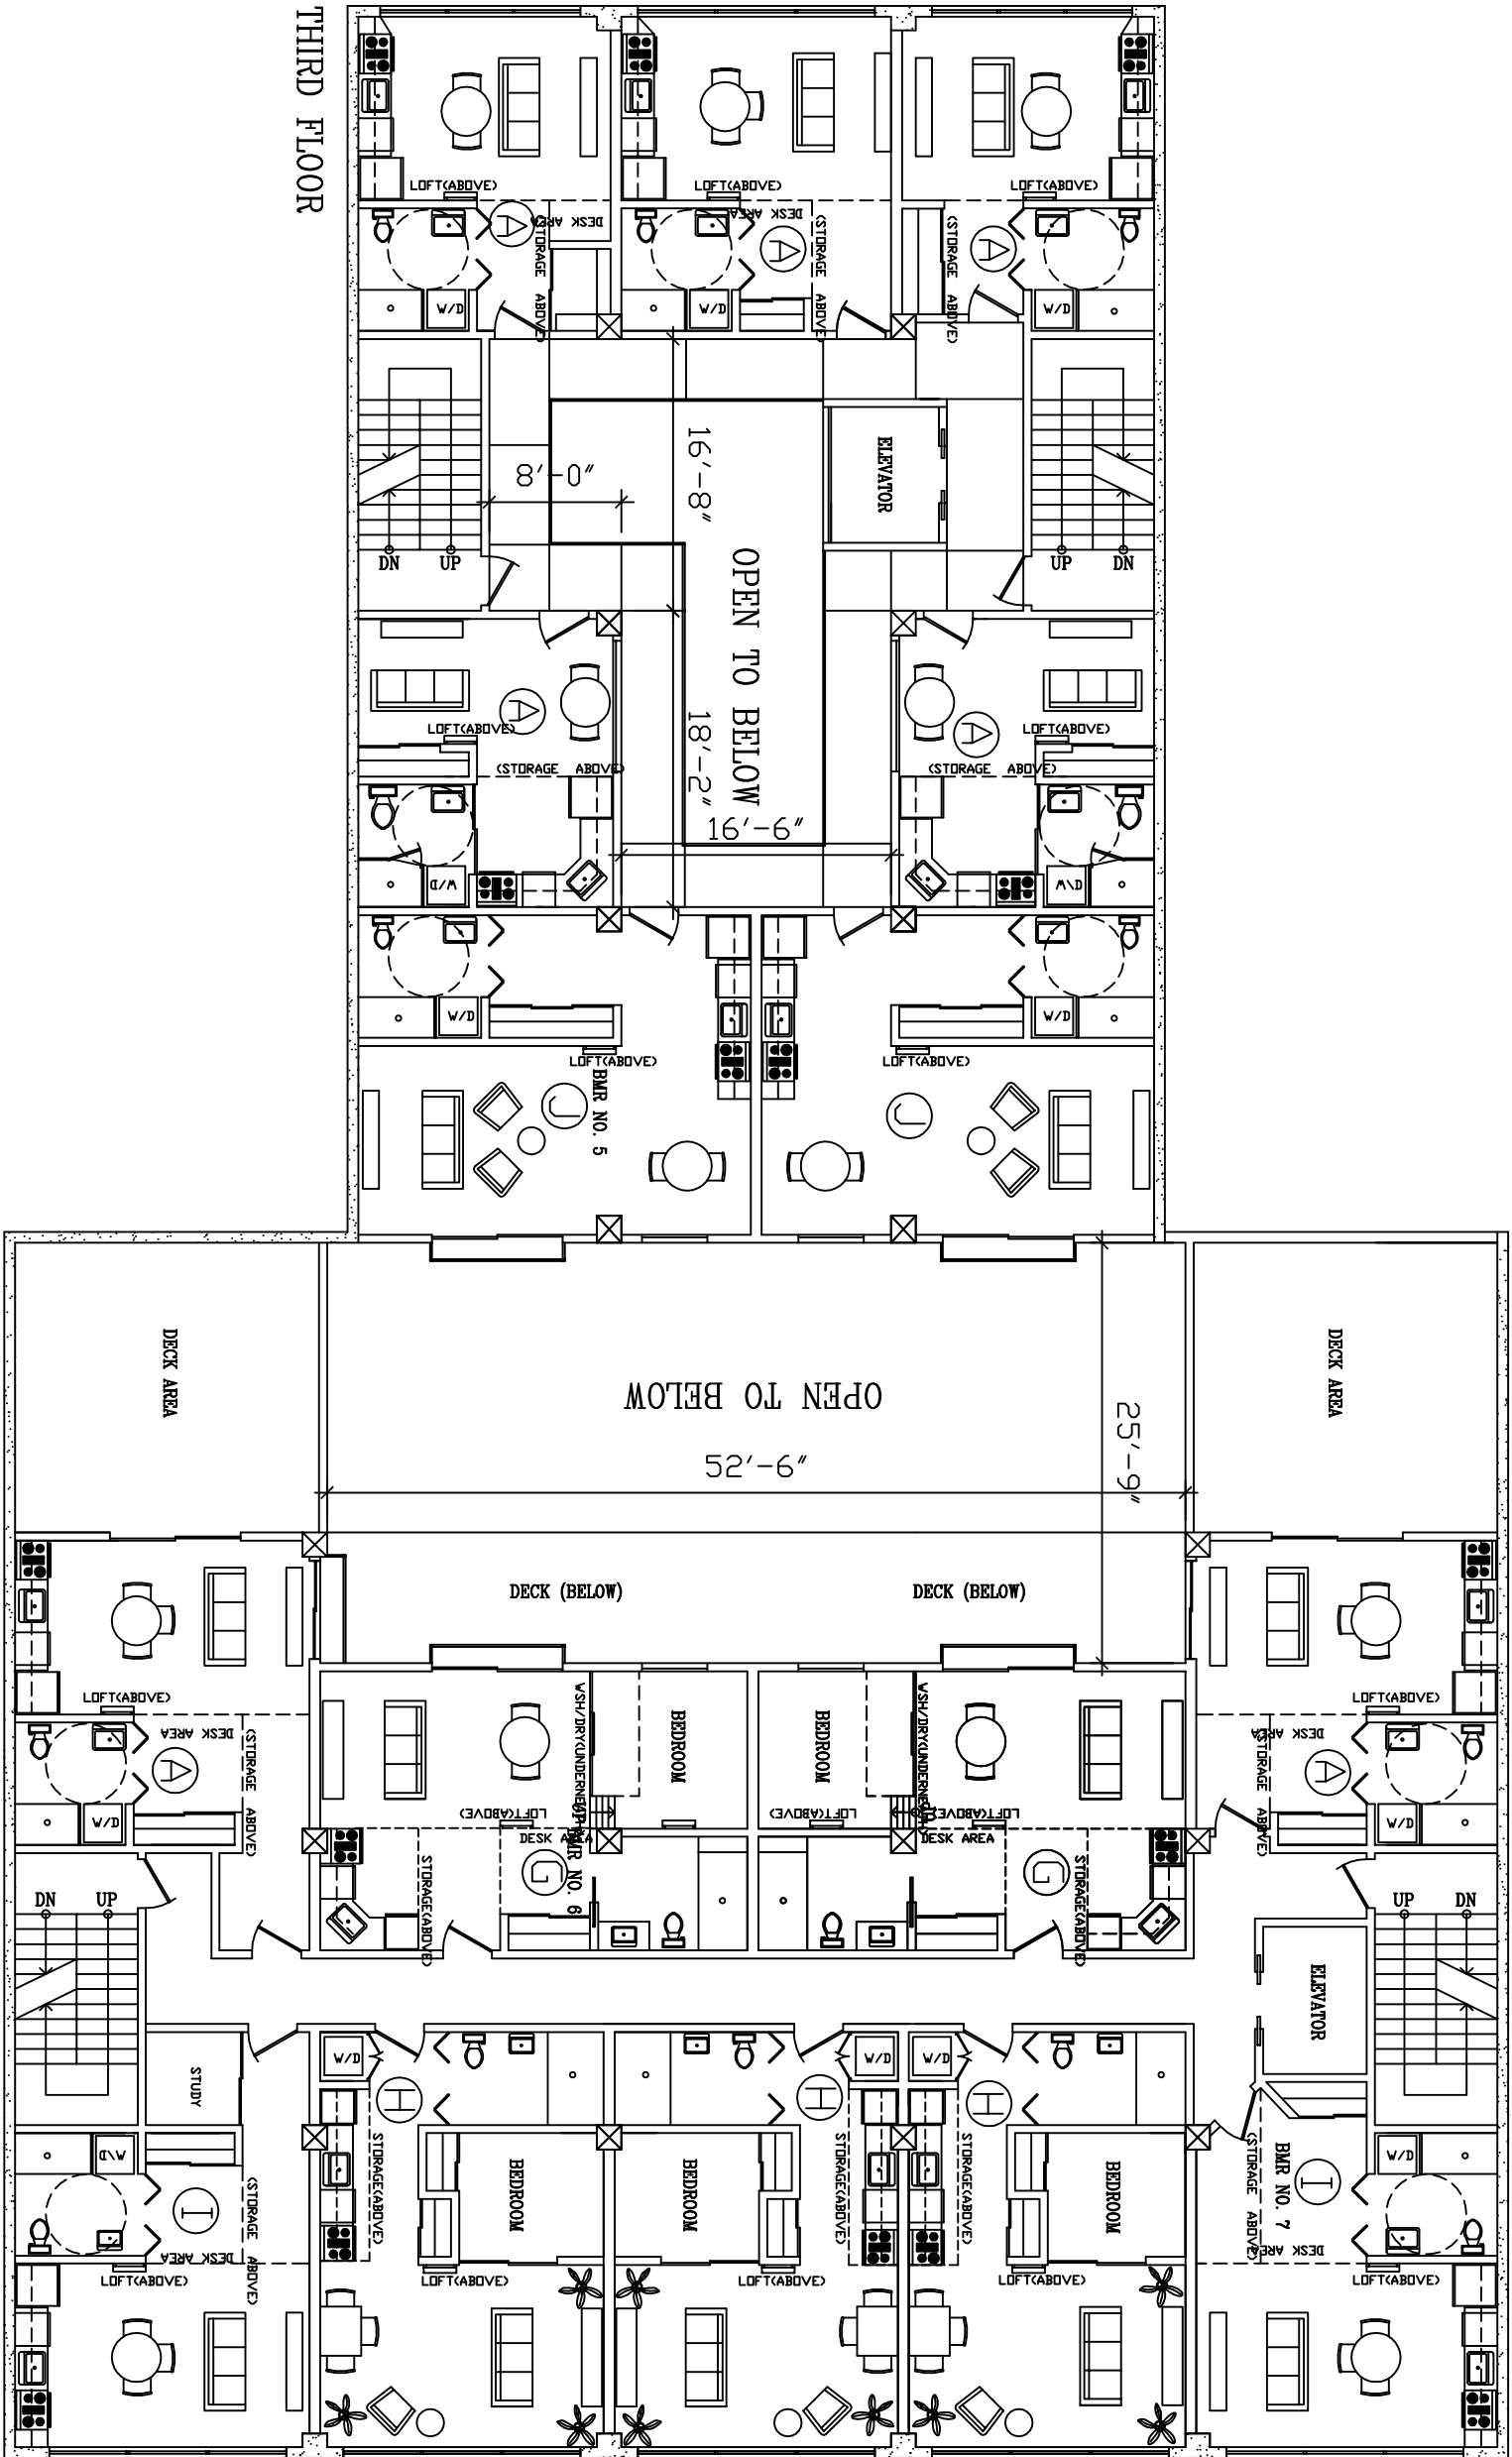 THIRD FLOOR
LOFT(ABOVE)
LOFT(ABOVE)
LOFT(ABOVE)
A
DESK AREA
(STORAGE ABOVE)
DESK AREA
A
(STORAGE ABOVE)
(STORAGE ABOVE)
A
W/D
W/D
W/D
ELEVATOR
16'-8"
8'-0"
DN
UP
UP
DN
OPEN TO BELOW
A
A
LOFT(ABOVE)
LOFT(ABOVE)
18'-2"
(STORAGE ABOVE)
(STORAGE ABOVE)
16'-6"
W/D
W/D
W/D
W/D
LOFT(ABOVE)
LOFT(ABOVE)
BMR NO. 5
J
J
DECK AREA
DECK AREA
OPEN TO BELOW
25'-9"
52'-6"
DECK (BELOW)
DECK (BELOW)
LOFT(ABOVE)
LOFT(ABOVE)
DESK AREA
(STORAGE ABOVE)
A
W/D
BEDROOM
BEDROOM
LOFT(ABOVE)
LOFT(ABOVE)
LOFT(ABOVE)
DESK AREA
DESK AREA
BMR NO. 6
G
G
STORAGE(ABOVE)
STORAGE(ABOVE)
DESK AREA
(STORAGE ABOVE)
A
W/D
DN
UP
UP
DN
ELEVATOR
STUDY
W/D
W/D
W/D
H
H
H
STORAGE(ABOVE)
STORAGE(ABOVE)
STORAGE(ABOVE)
W/D
W/D
I
I
BMR NO. 7
BEDROOM
BEDROOM
BEDROOM
(STORAGE ABOVE)
(STORAGE ABOVE)
DESK AREA
DESK AREA
LOFT(ABOVE)
LOFT(ABOVE)
LOFT(ABOVE)
LOFT(ABOVE)
LOFT(ABOVE)